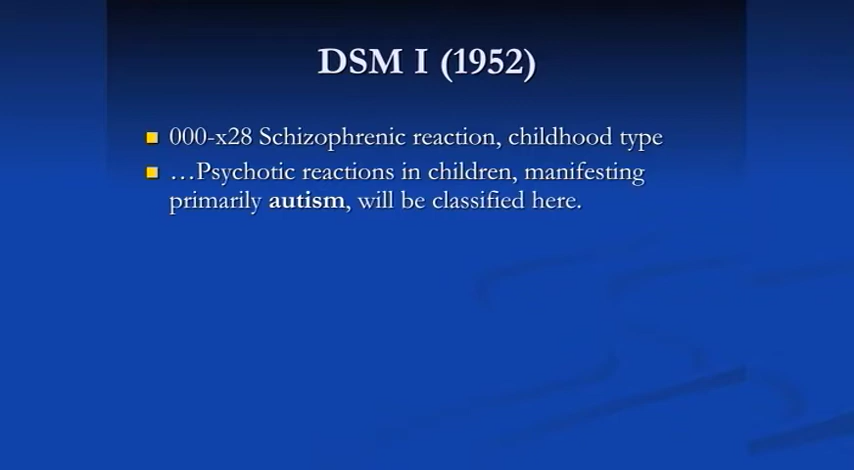 DSM I (1952)
000-x28 Schizophrenic reaction, childhood type
…Psychotic reactions in children, manifesting
primarily autism, will be classified here.